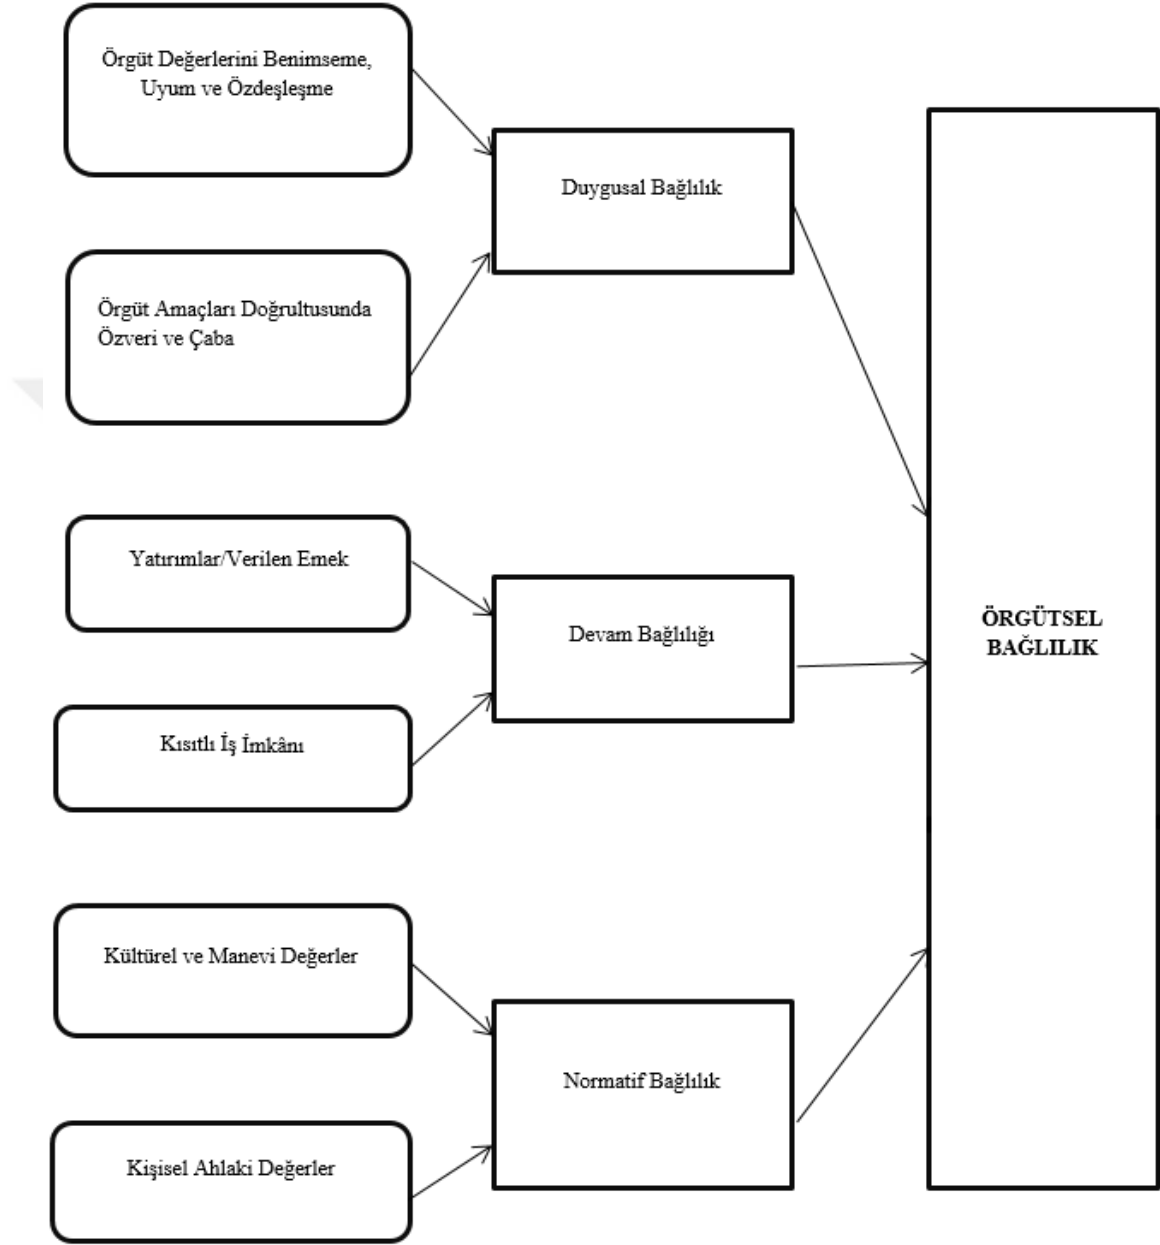 Örgüt Değerlerini Benimseme,
Uyum ve Özdeşleşme
Duygusal Bağlılık
Örgüt Amaçları Doğrultusunda
Özveri ve Çaba
Yatırımlar/Verilen Emek
Devam Bağlılığı
Kısıtlı İş İmkânı
Kültürel ve Manevi Değerler
Normatif Bağlılık
Kişisel Ahlaki Değerler
ÖRGÜTSEL
BAĞLILIK